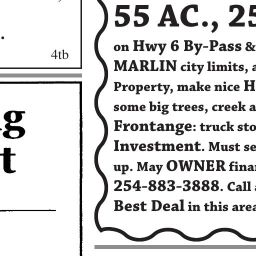 .
4tb
g
t
55 AC., 25
on Hwy 6 By-Pass &
MARLIN city limits, a
Property, make nice H
some big trees, creek a
Frontange: truck sto
Investment. Must se
up. May OWNER finan
254-883-3888. Call
Best Deal in this area